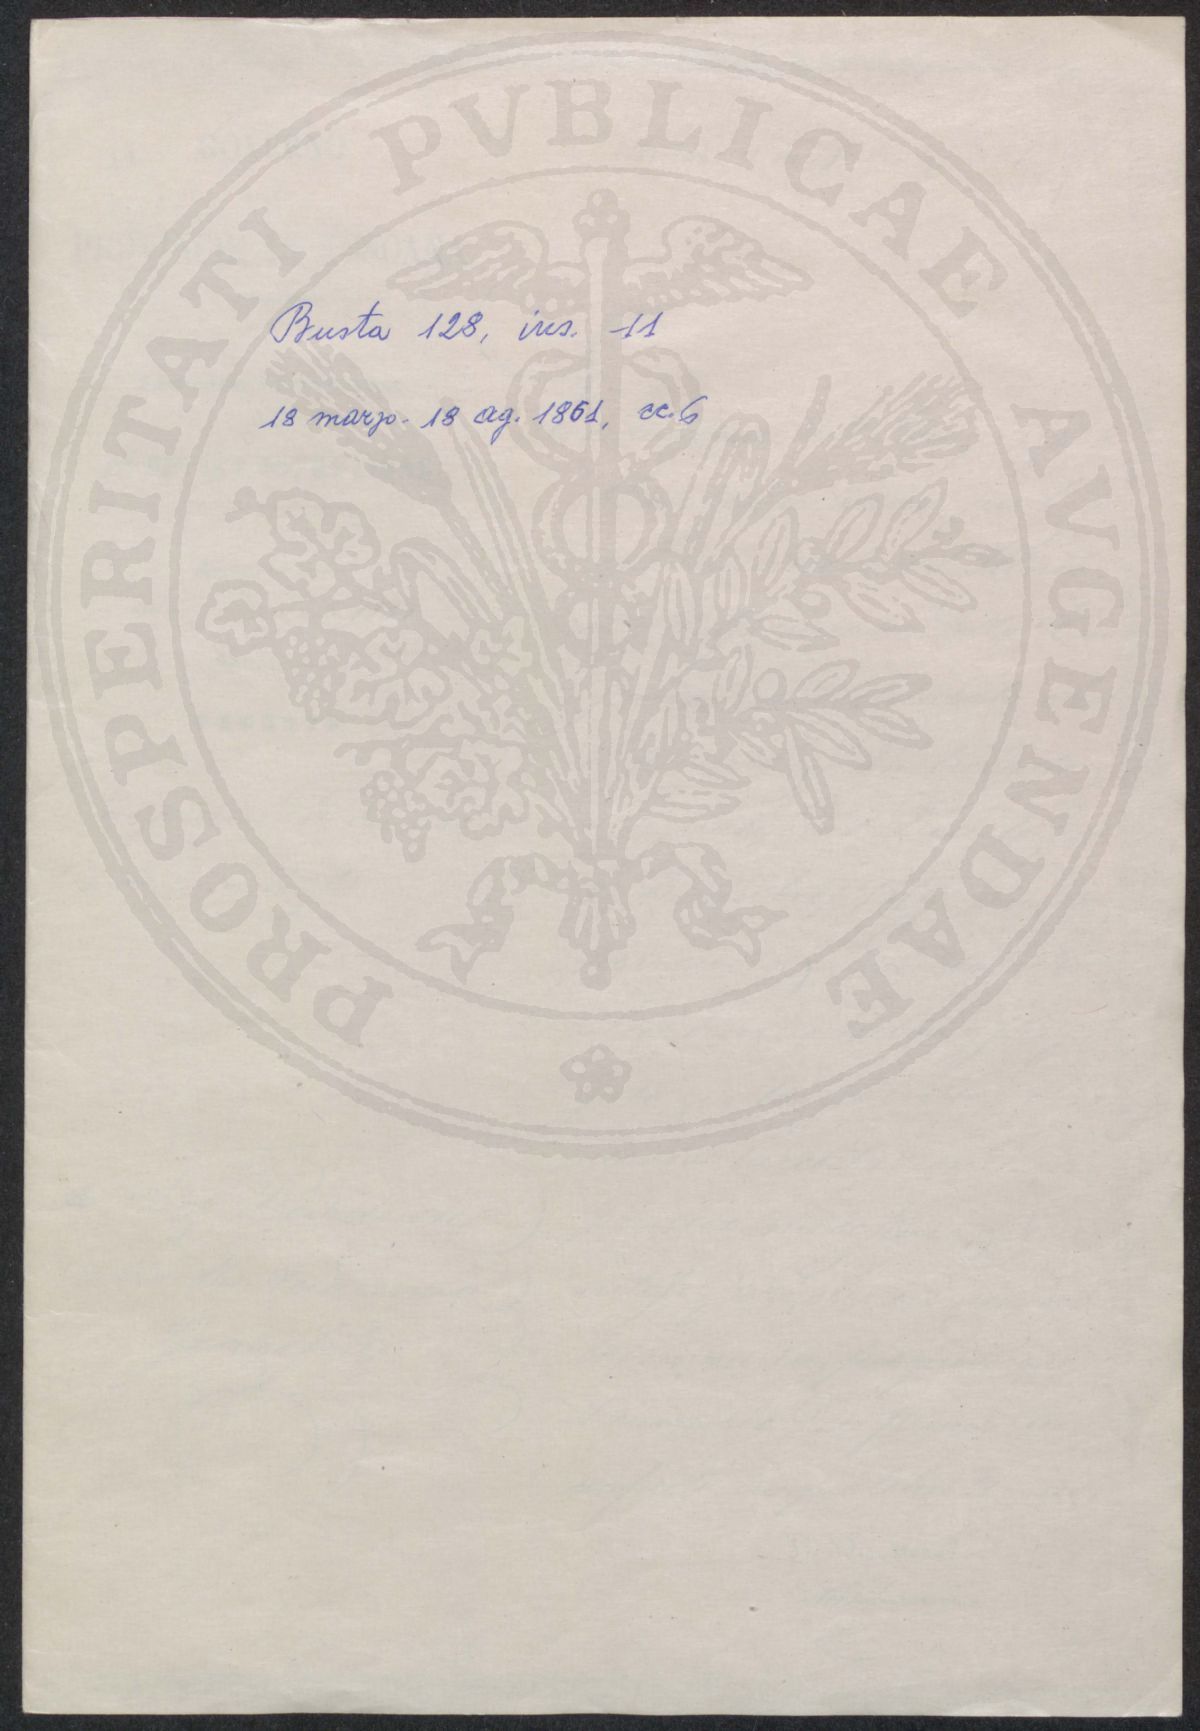 PROSPERITATI PVBLICAE AVGENDAE
Busta 128, ins. 11
18 marzo - 18 ag. 1861, cc. 6